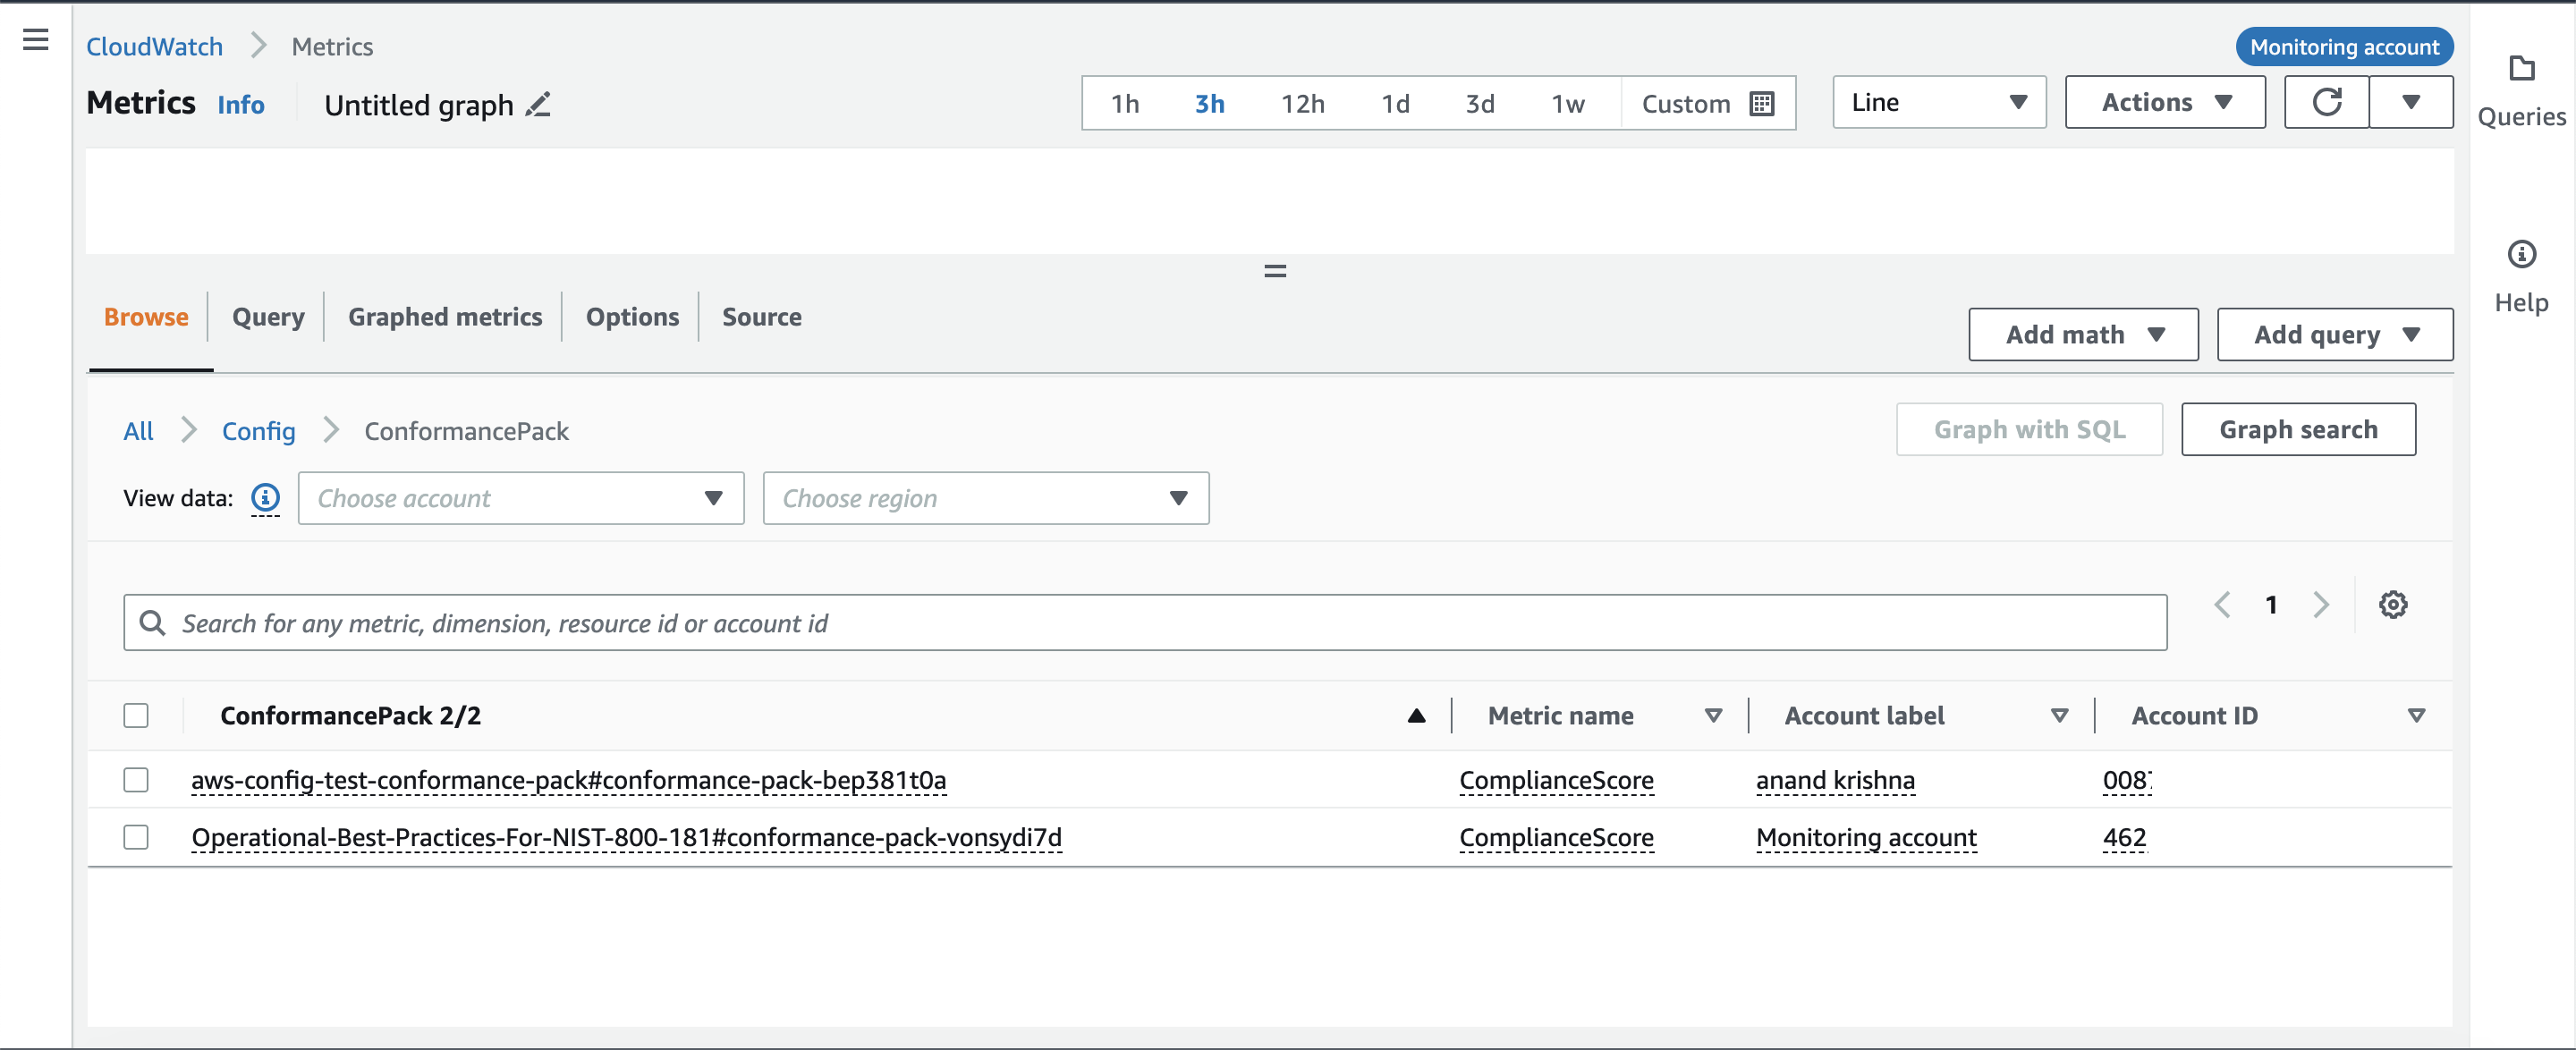 CloudWatch Metrics
Monitoring account
Metrics Info Untitled graph
1h 3h 12h 1d 3d 1w Custom
Line
Actions
Queries
Help
Browse Query Graphed metrics Options Source
Add math Add query
All Config ConformancePack
Graph with SQL Graph search
View data: Choose account Choose region
Search for any metric, dimension, resource id or account id
1
ConformancePack 2/2 Metric name Account label Account ID
aws-config-test-conformance-pack#conformance-pack-bep381t0a ComplianceScore anand krishna 0087
Operational-Best-Practices-For-NIST-800-181#conformance-pack-vonsydi7d ComplianceScore Monitoring account 462